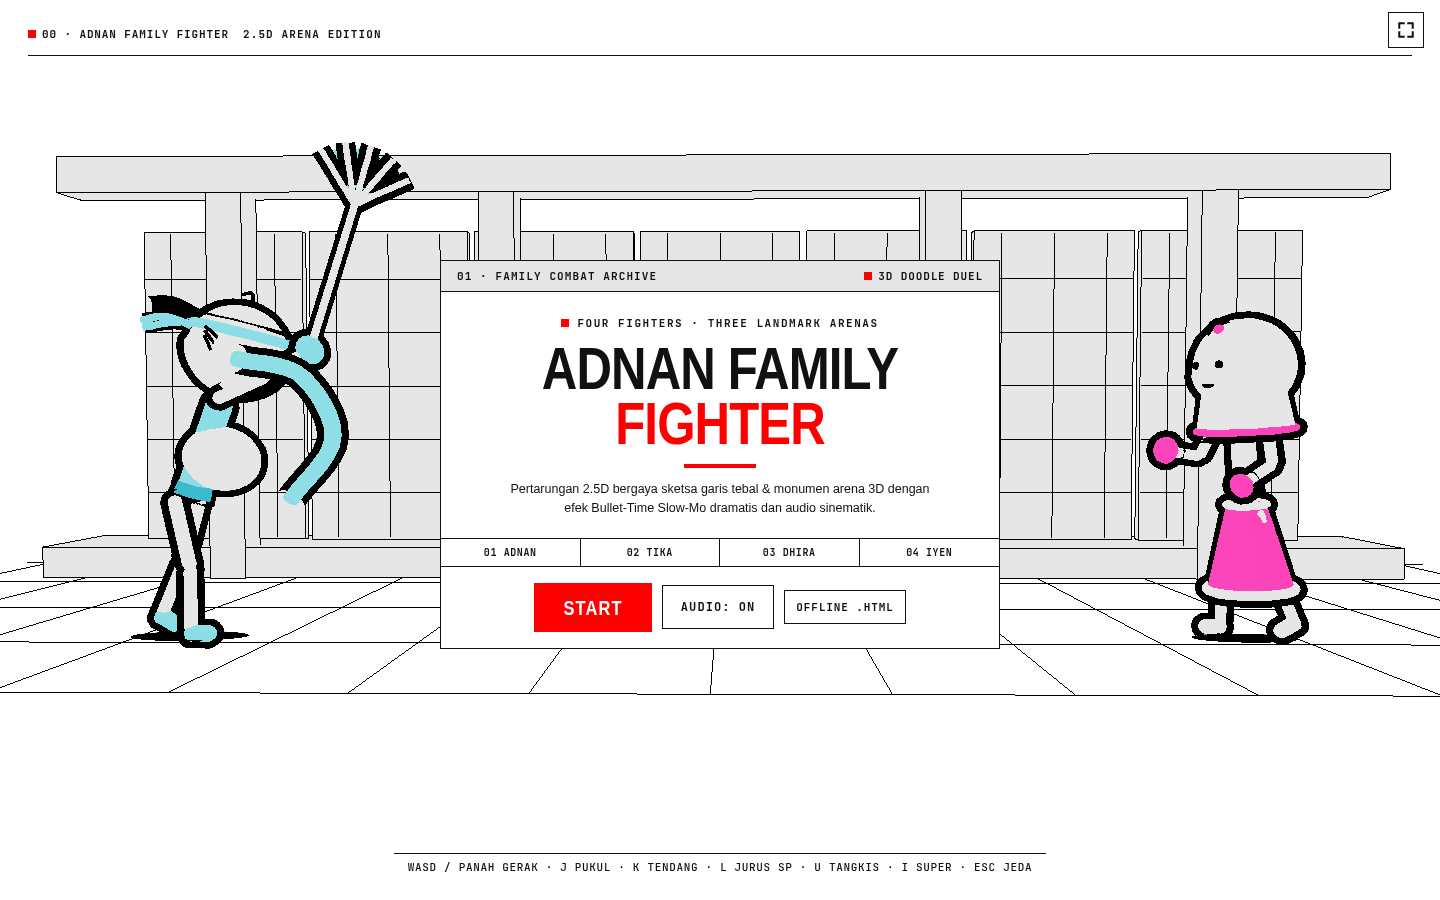 00 · ADNAN FAMILY FIGHTER 2.5D ARENA EDITION
01 · FAMILY COMBAT ARCHIVE
3D DOODLE DUEL
FOUR FIGHTERS · THREE LANDMARK ARENAS
ADNAN FAMILY
FIGHTER
Pertarungan 2.5D bergaya sketsa garis tebal & monumen arena 3D dengan
efek Bullet-Time Slow-Mo dramatis dan audio sinematik.
01 ADNAN
02 TIKA
03 DHIRA
04 IYEN
START
AUDIO: ON
OFFLINE .HTML
WASD / PANAH GERAK · J PUKUL · K TENDANG · L JURUS SP · U TANGKIS · I SUPER · ESC JEDA